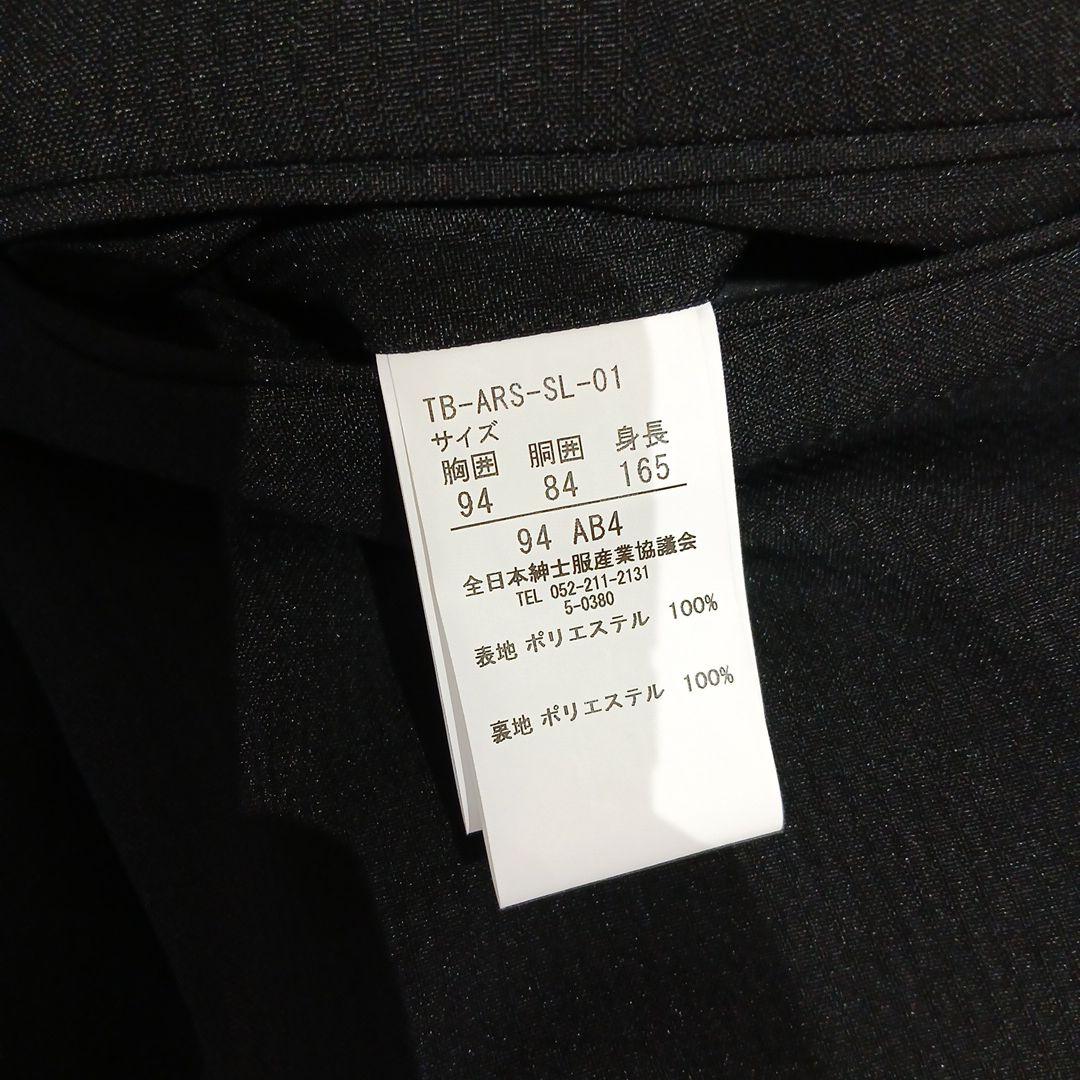 TB-ARS-SL-01
サイズ
胸囲 胴囲 身長
94 84 165
94 AB4
全日本紳士服産業協議会
TEL 052-211-2131
5-0380
表地 ポリエステル 100%
裏地 ポリエステル 100%